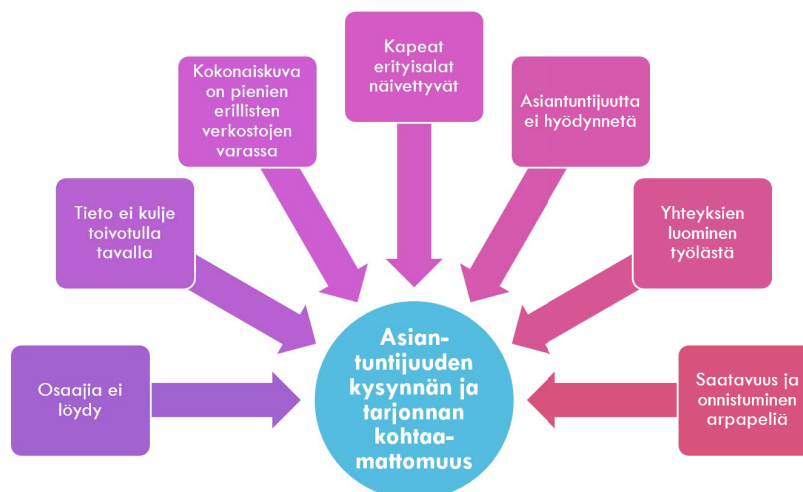 Kapeat
erityisalat
näivettyvät
Kokonaiskuva
on pienien
erillisten
verkostojen
varassa
Asiantuntijuutta
ei hyödynnetä
Tieto ei kulje
toivotulla
tavalla
Yhteyksien
luominen
työlästä
Osaajia ei
löydy
Saatavuus ja
onnistuminen
arpapeliä
Asian-
tuntijuuden
kysynnän ja
tarjonnan
kohtaa-
mattomuus